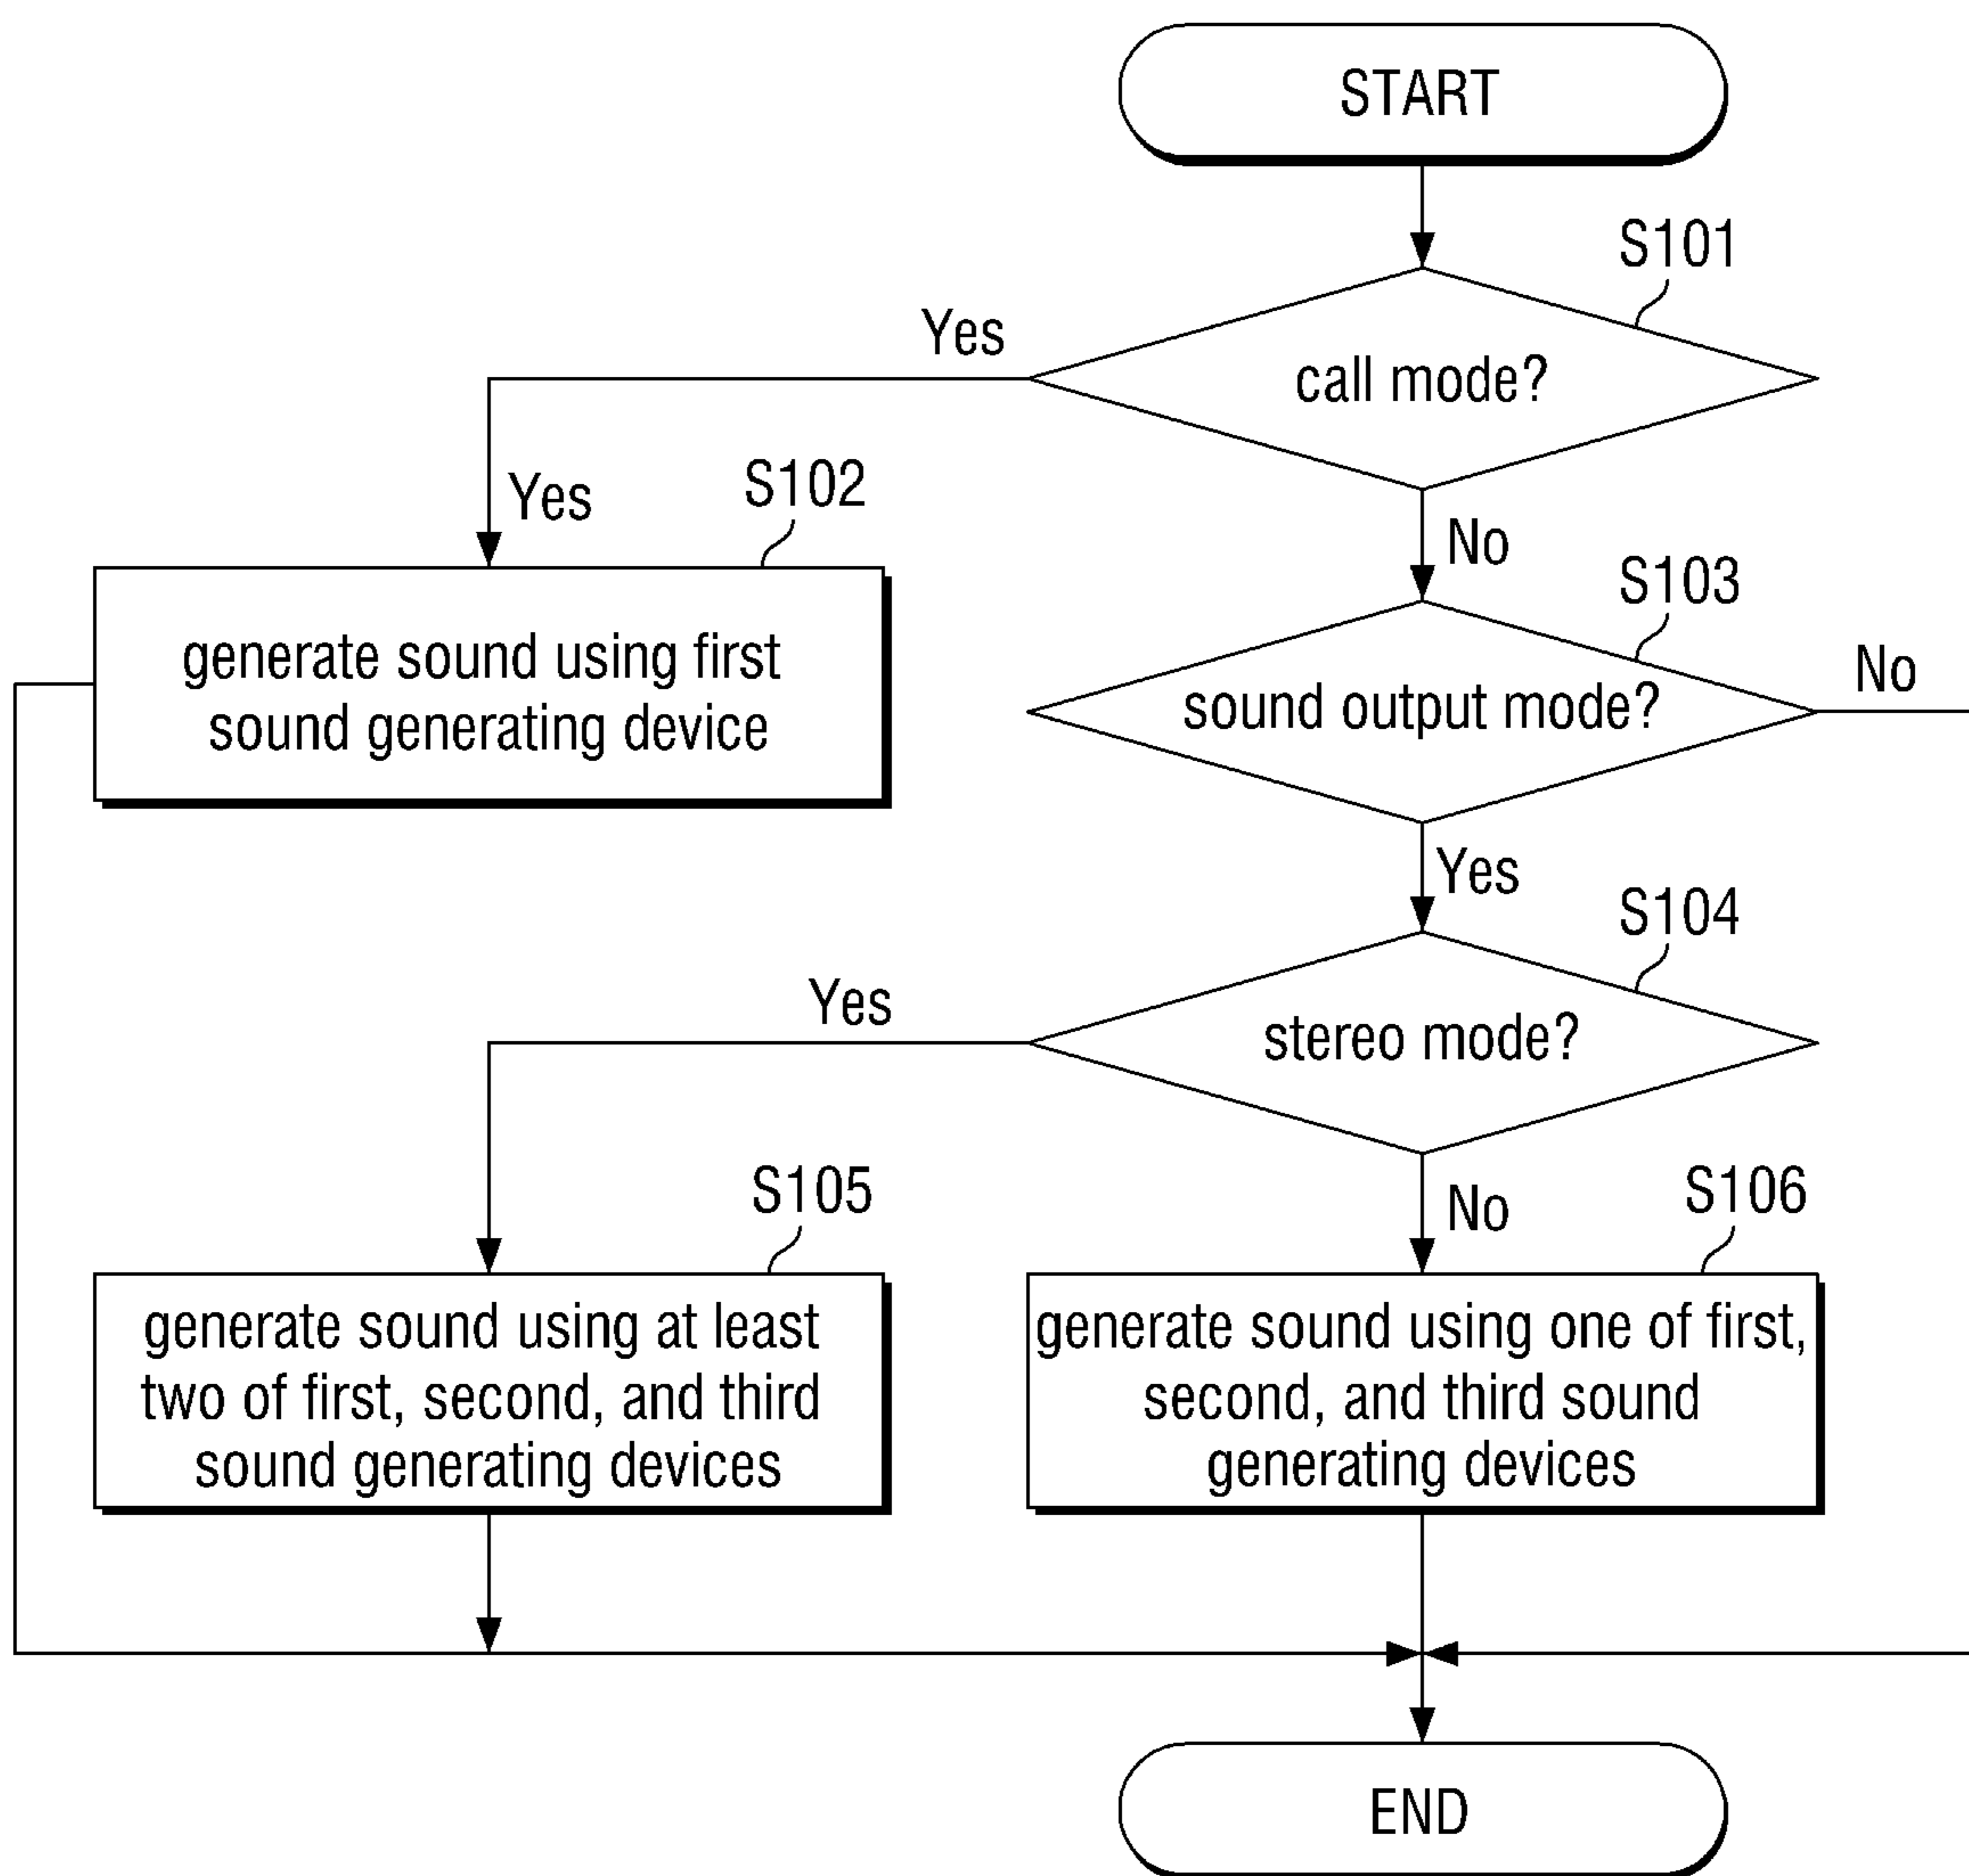 START
S101
Yes
call mode?
Yes
S102
No
S103
generate sound using first
sound generating device
No
sound output mode?
Yes
S104
Yes
stereo mode?
S105
No
S106
generate sound using at least
two of first, second, and third
sound generating devices
generate sound using one of first,
second, and third sound
generating devices
END